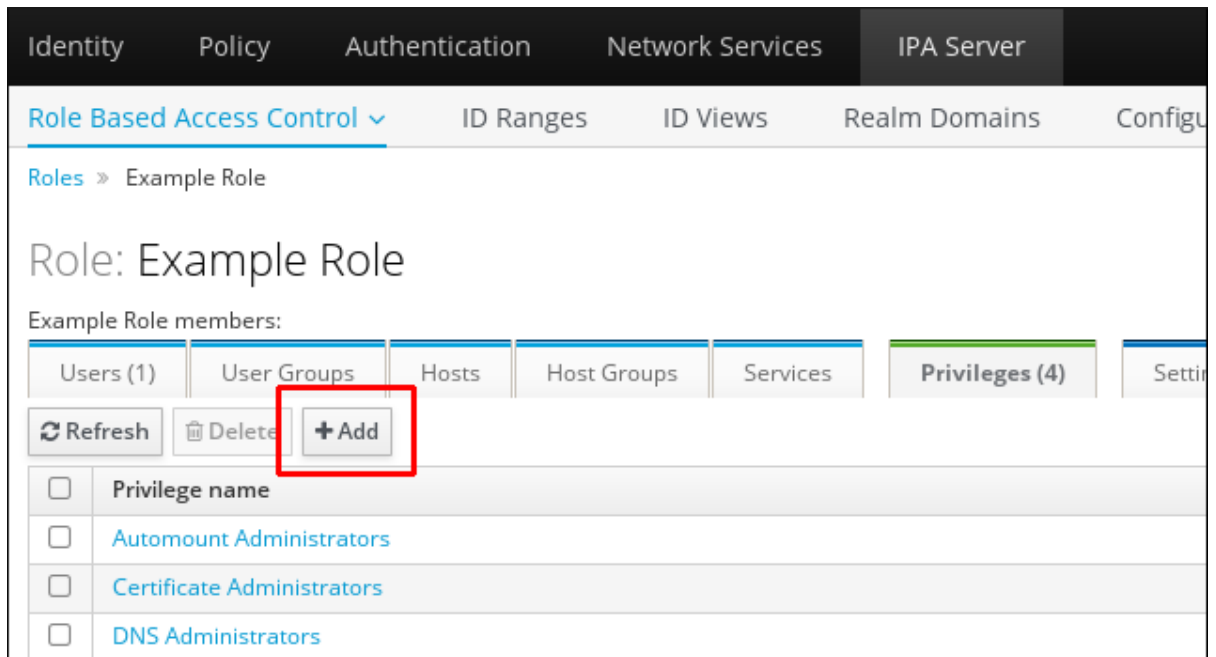 Identity Policy Authentication Network Services IPA Server
Role Based Access Control ID Ranges ID Views Realm Domains Configu
Roles » Example Role
Role: Example Role
Example Role members:
Users (1) User Groups Hosts Host Groups Services Privileges (4) Settin
Refresh Delete + Add
Privilege name
Automount Administrators
Certificate Administrators
DNS Administrators